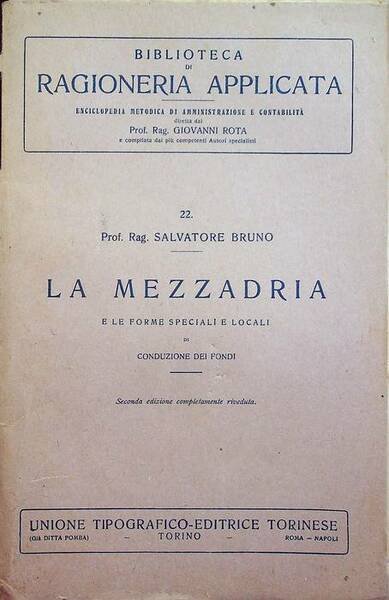 BIBLIOTECA
DI
RAGIONERIA APPLICATA
ENCICLOPEDIA METODICA DI AMMINISTRAZIONE E CONTABILITÀ
diretta dal
Prof. Rag. GIOVANNI ROTA
e compilata dai più competenti Autori specialisti
22.
Prof. Rag. SALVATORE BRUNO
LA MEZZADRIA
E LE FORME SPECIALI E LOCALI
DI
CONDUZIONE DEI FONDI
Seconda edizione completamente riveduta.
UNIONE TIPOGRAFICO-EDITRICE TORINESE
(GIÀ DITTA POMBA) – TORINO – ROMA – NAPOLI